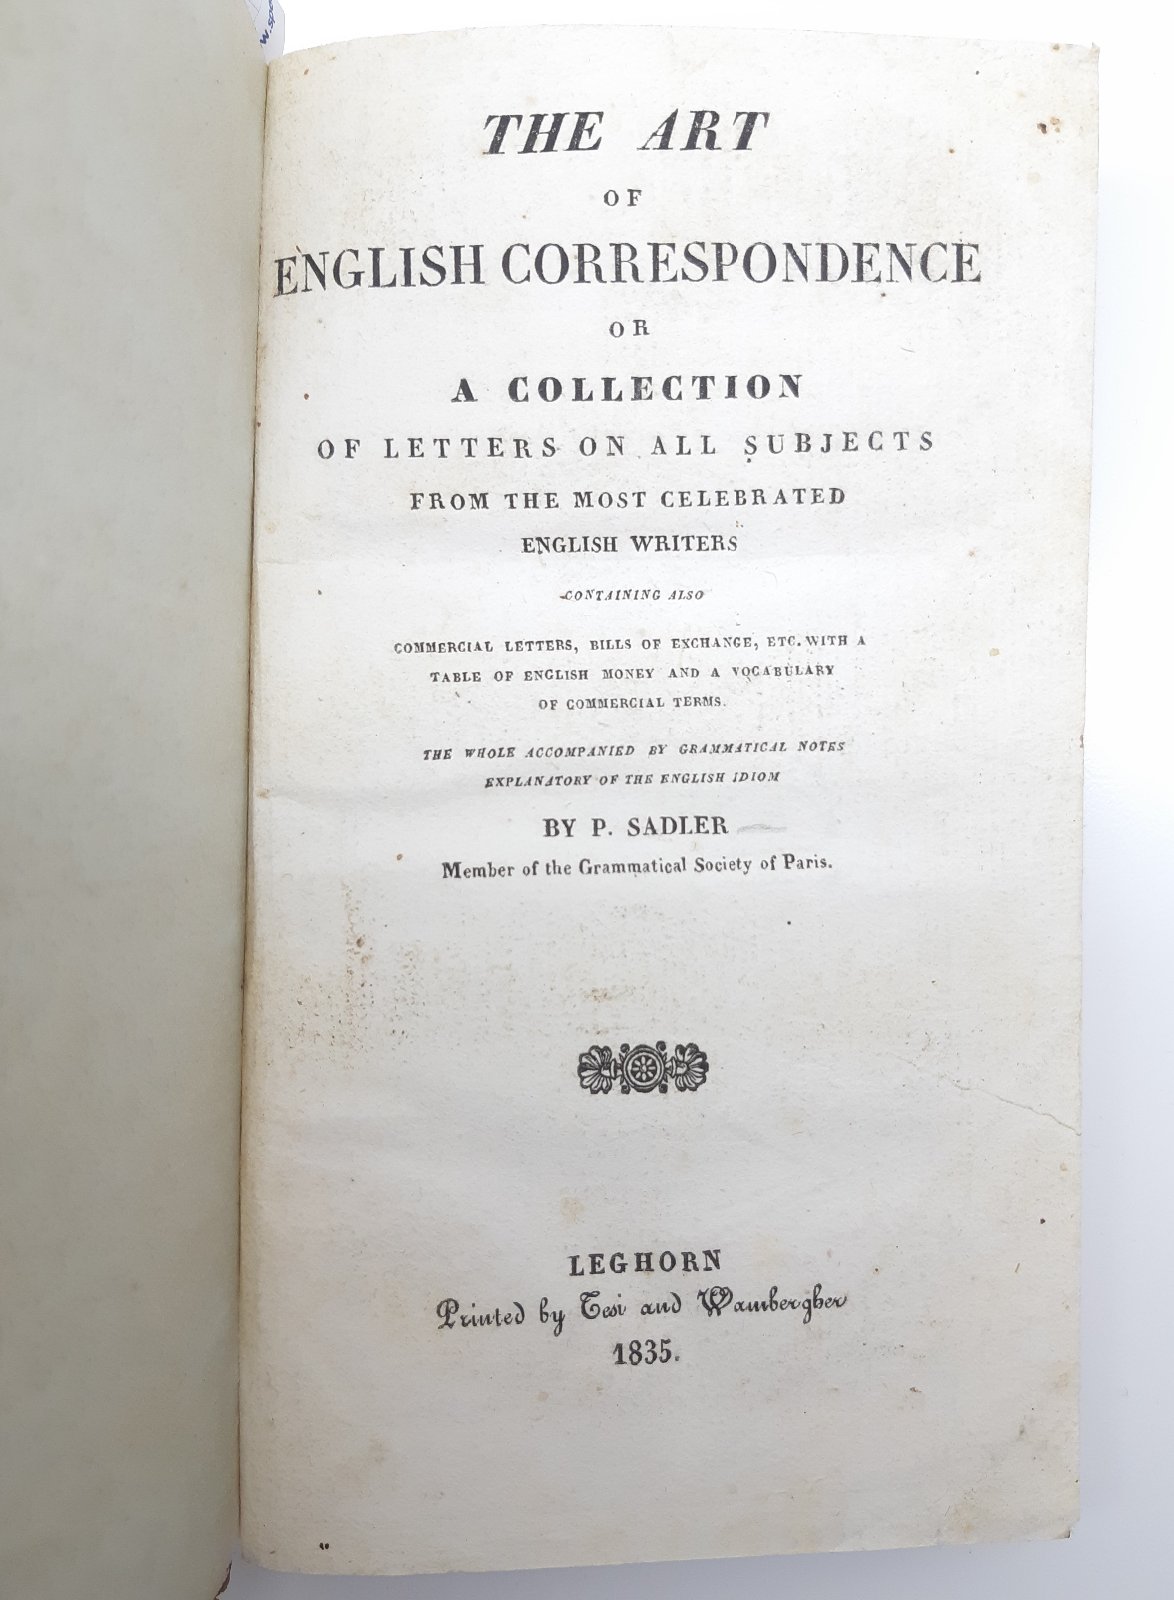 THE ART
OF
ENGLISH CORRESPONDENCE
OR
A COLLECTION
OF LETTERS ON ALL SUBJECTS
FROM THE MOST CELEBRATED
ENGLISH WRITERS
CONTAINING ALSO
COMMERCIAL LETTERS, BILLS OF EXCHANGE, ETC. WITH A
TABLE OF ENGLISH MONEY AND A VOCABULARY
OF COMMERCIAL TERMS.
THE WHOLE ACCOMPANIED BY GRAMMATICAL NOTES
EXPLANATORY OF THE ENGLISH IDIOM
BY P. SADLER
Member of the Grammatical Society of Paris.
LEGHORN
Printed by Tesi and Wambergher
1835.